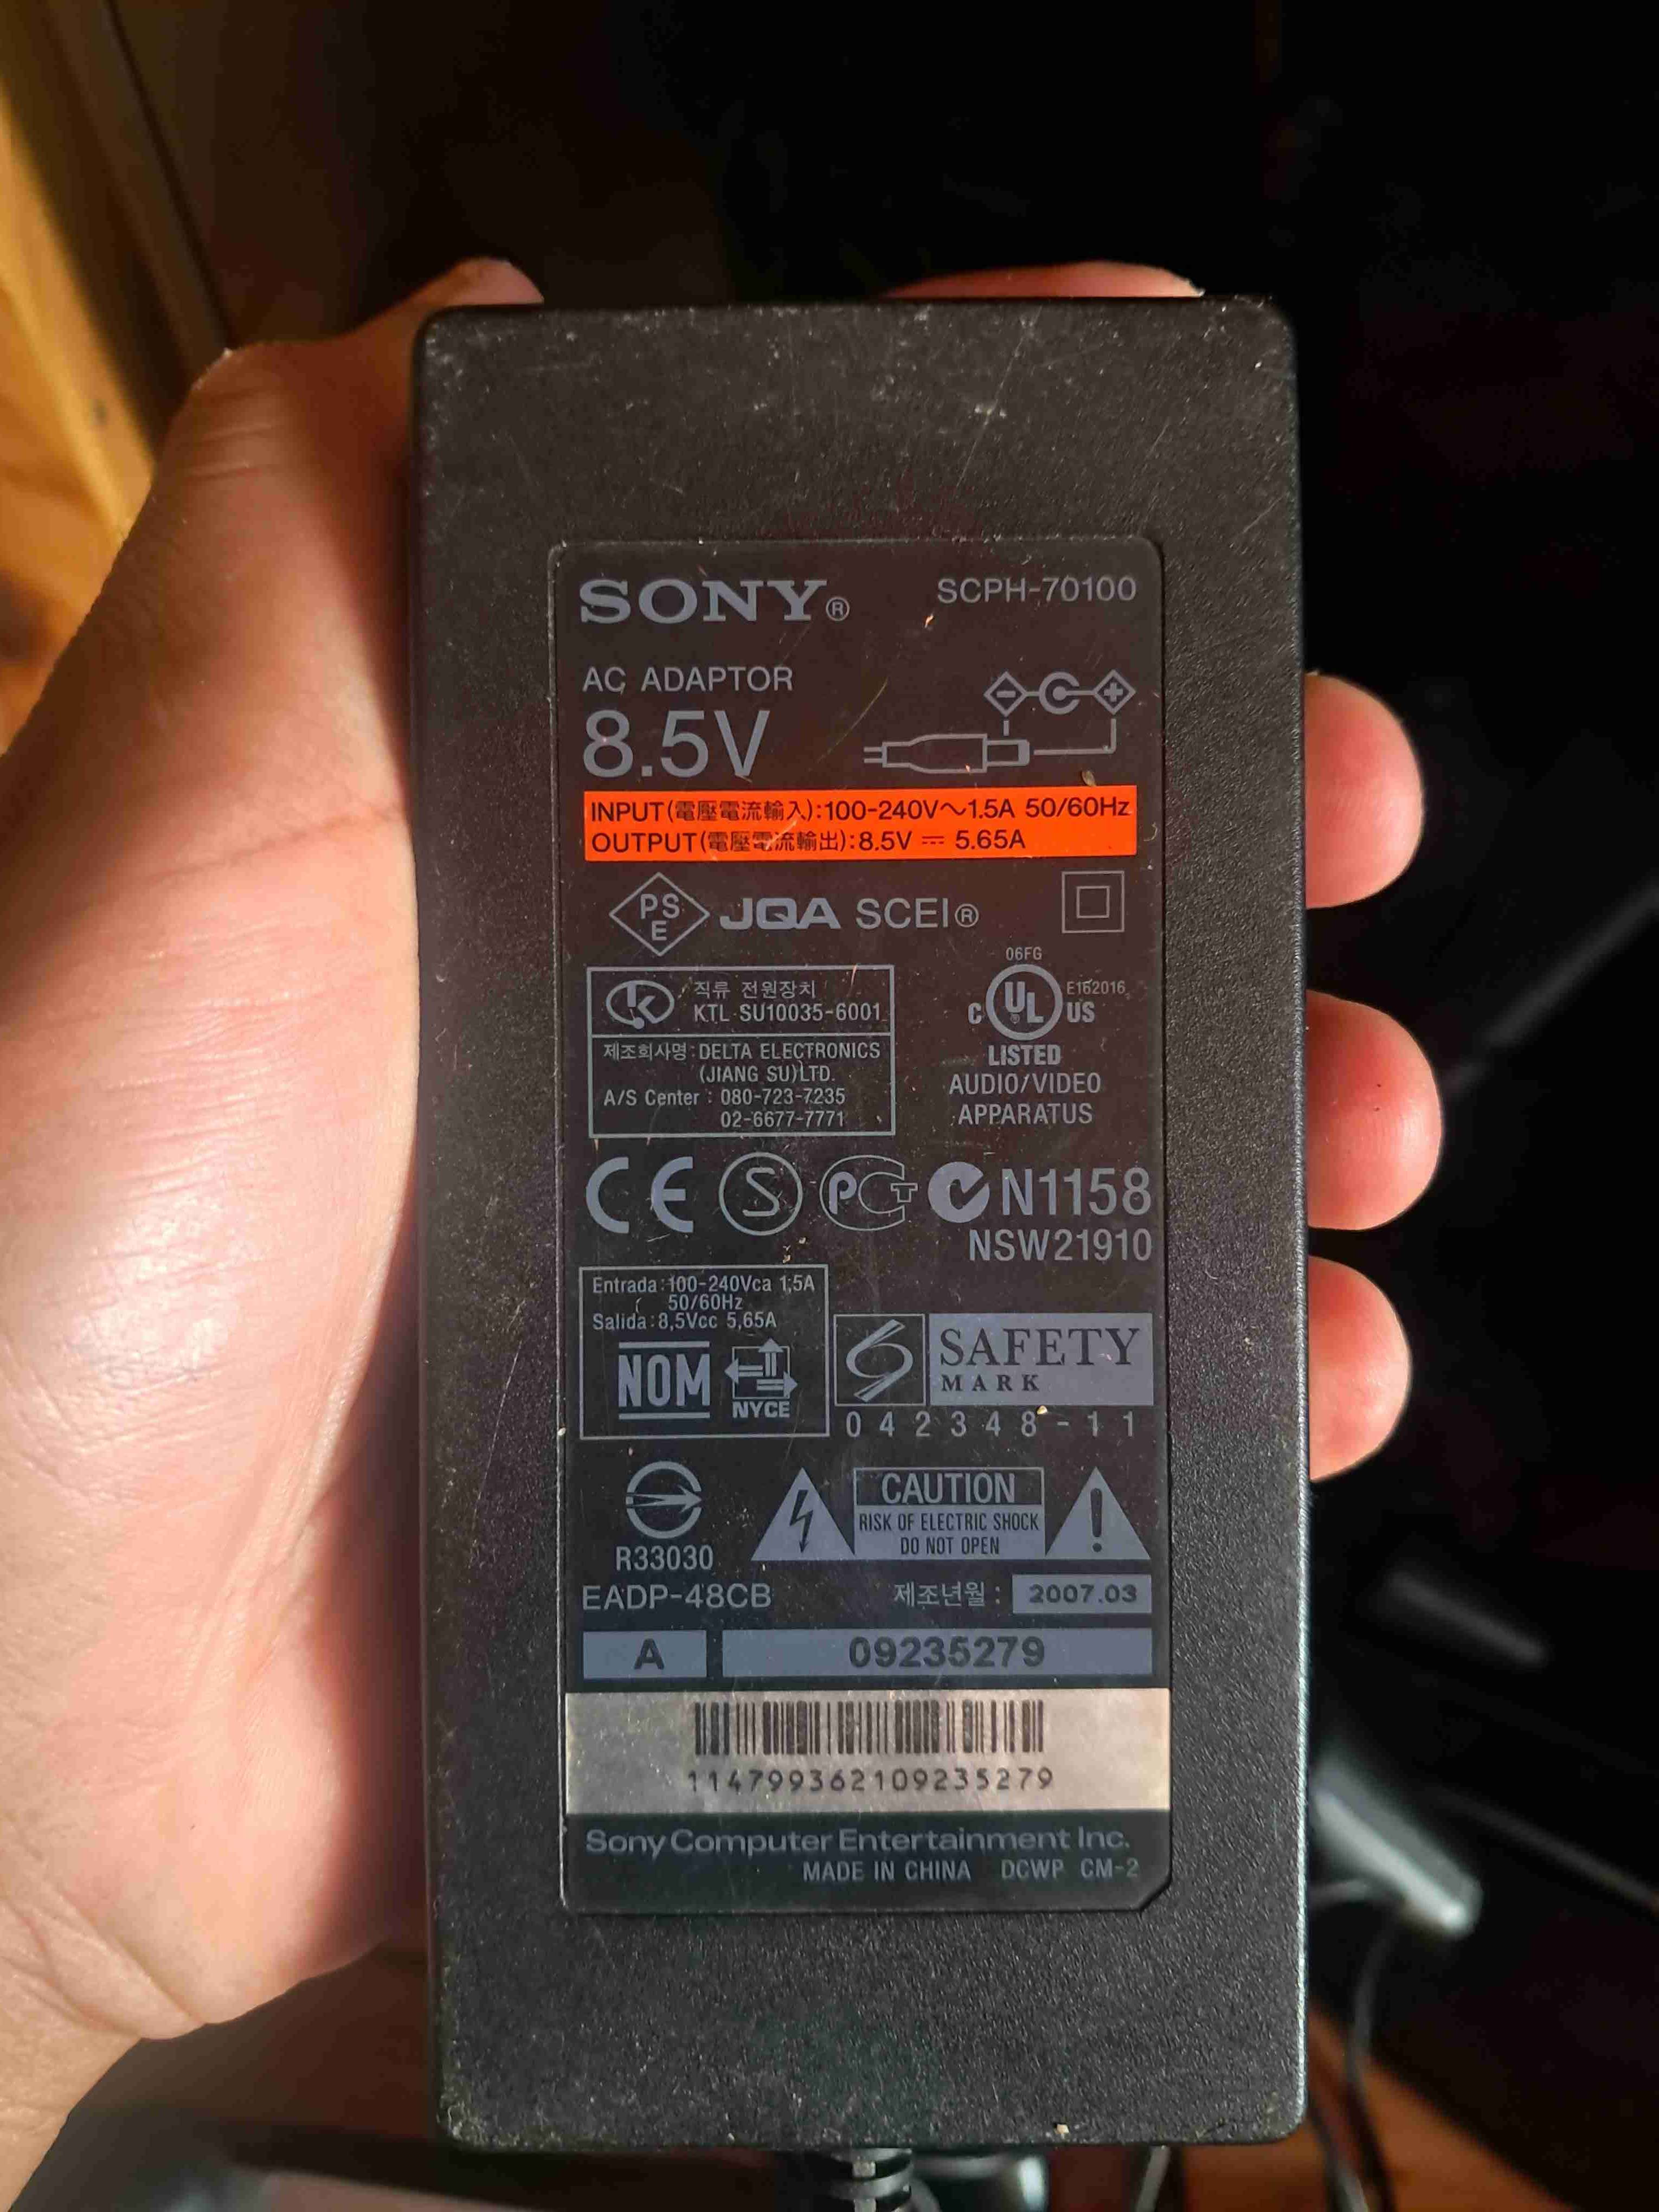 SONY®
SCPH-70100
AC ADAPTOR
8.5V
INPUT(電壓電流輸入):100-240V～1.5A 50/60Hz
OUTPUT(電壓電流輸出):8.5V ⎓ 5.65A
PS
E
JQA SCEI®
직류 전원장치
KTL SU10035-6001
제조회사명:DELTA ELECTRONICS
(JIANG SU)LTD.
A/S Center : 080-723-7235
02-6677-7771
06FG
E162016
C UL® US
LISTED
AUDIO/VIDEO
APPARATUS
CE S PCT N1158
NSW21910
Entrada:100-240Vca 1,5A
50/60Hz
Salida:8,5Vcc 5,65A
NOM
NYCE
SAFETY
MARK
042348-11
R33030
CAUTION
RISK OF ELECTRIC SHOCK
DO NOT OPEN
EADP-48CB
제조년월 : 2007.03
A 09235279
114799362109235279
Sony Computer Entertainment Inc.
MADE IN CHINA DCWP CM-2